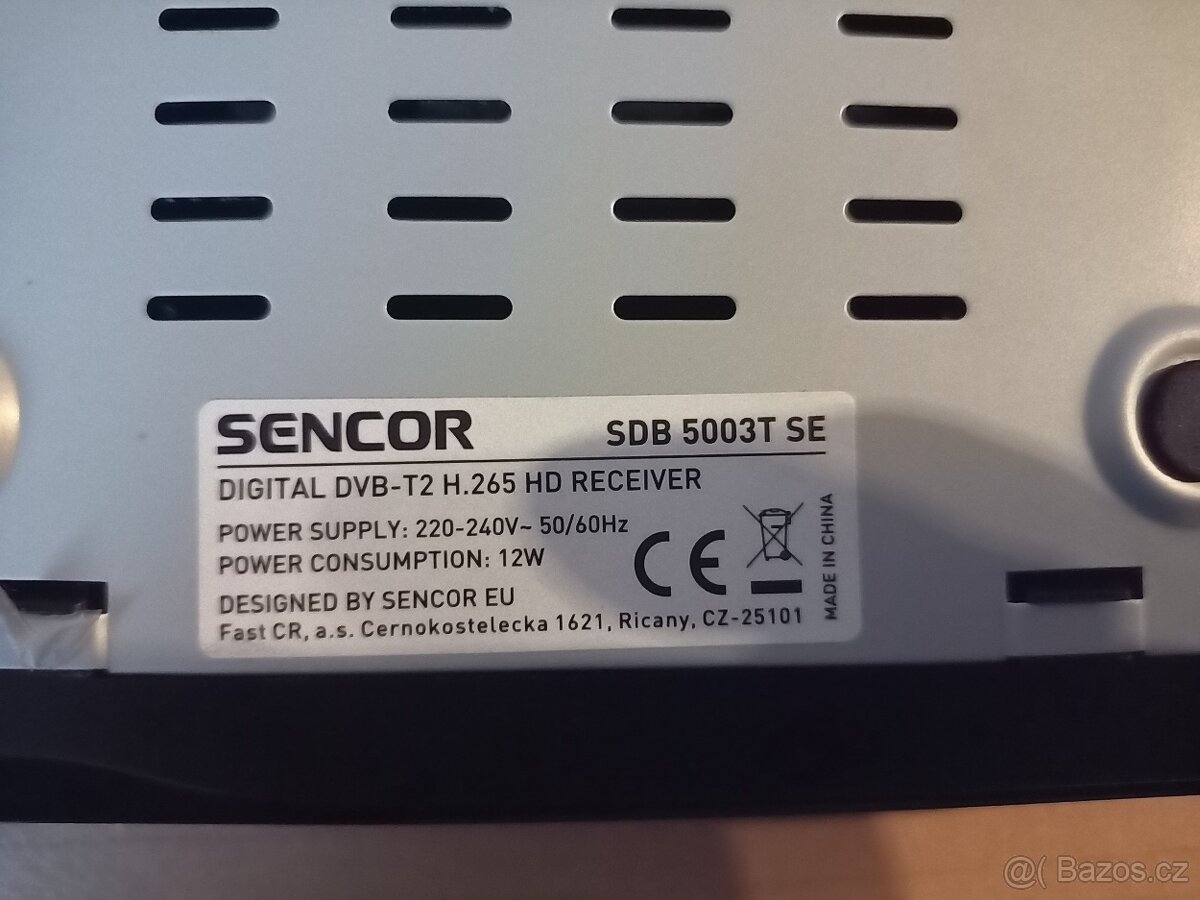 SENCOR SDB 5003T SE
DIGITAL DVB-T2 H.265 HD RECEIVER
POWER SUPPLY: 220-240V~ 50/60Hz
POWER CONSUMPTION: 12W
CE
MADE IN CHINA
DESIGNED BY SENCOR EU
Fast CR, a.s. Cernokostelecka 1621, Ricany, CZ-25101
@( Bazos.cz